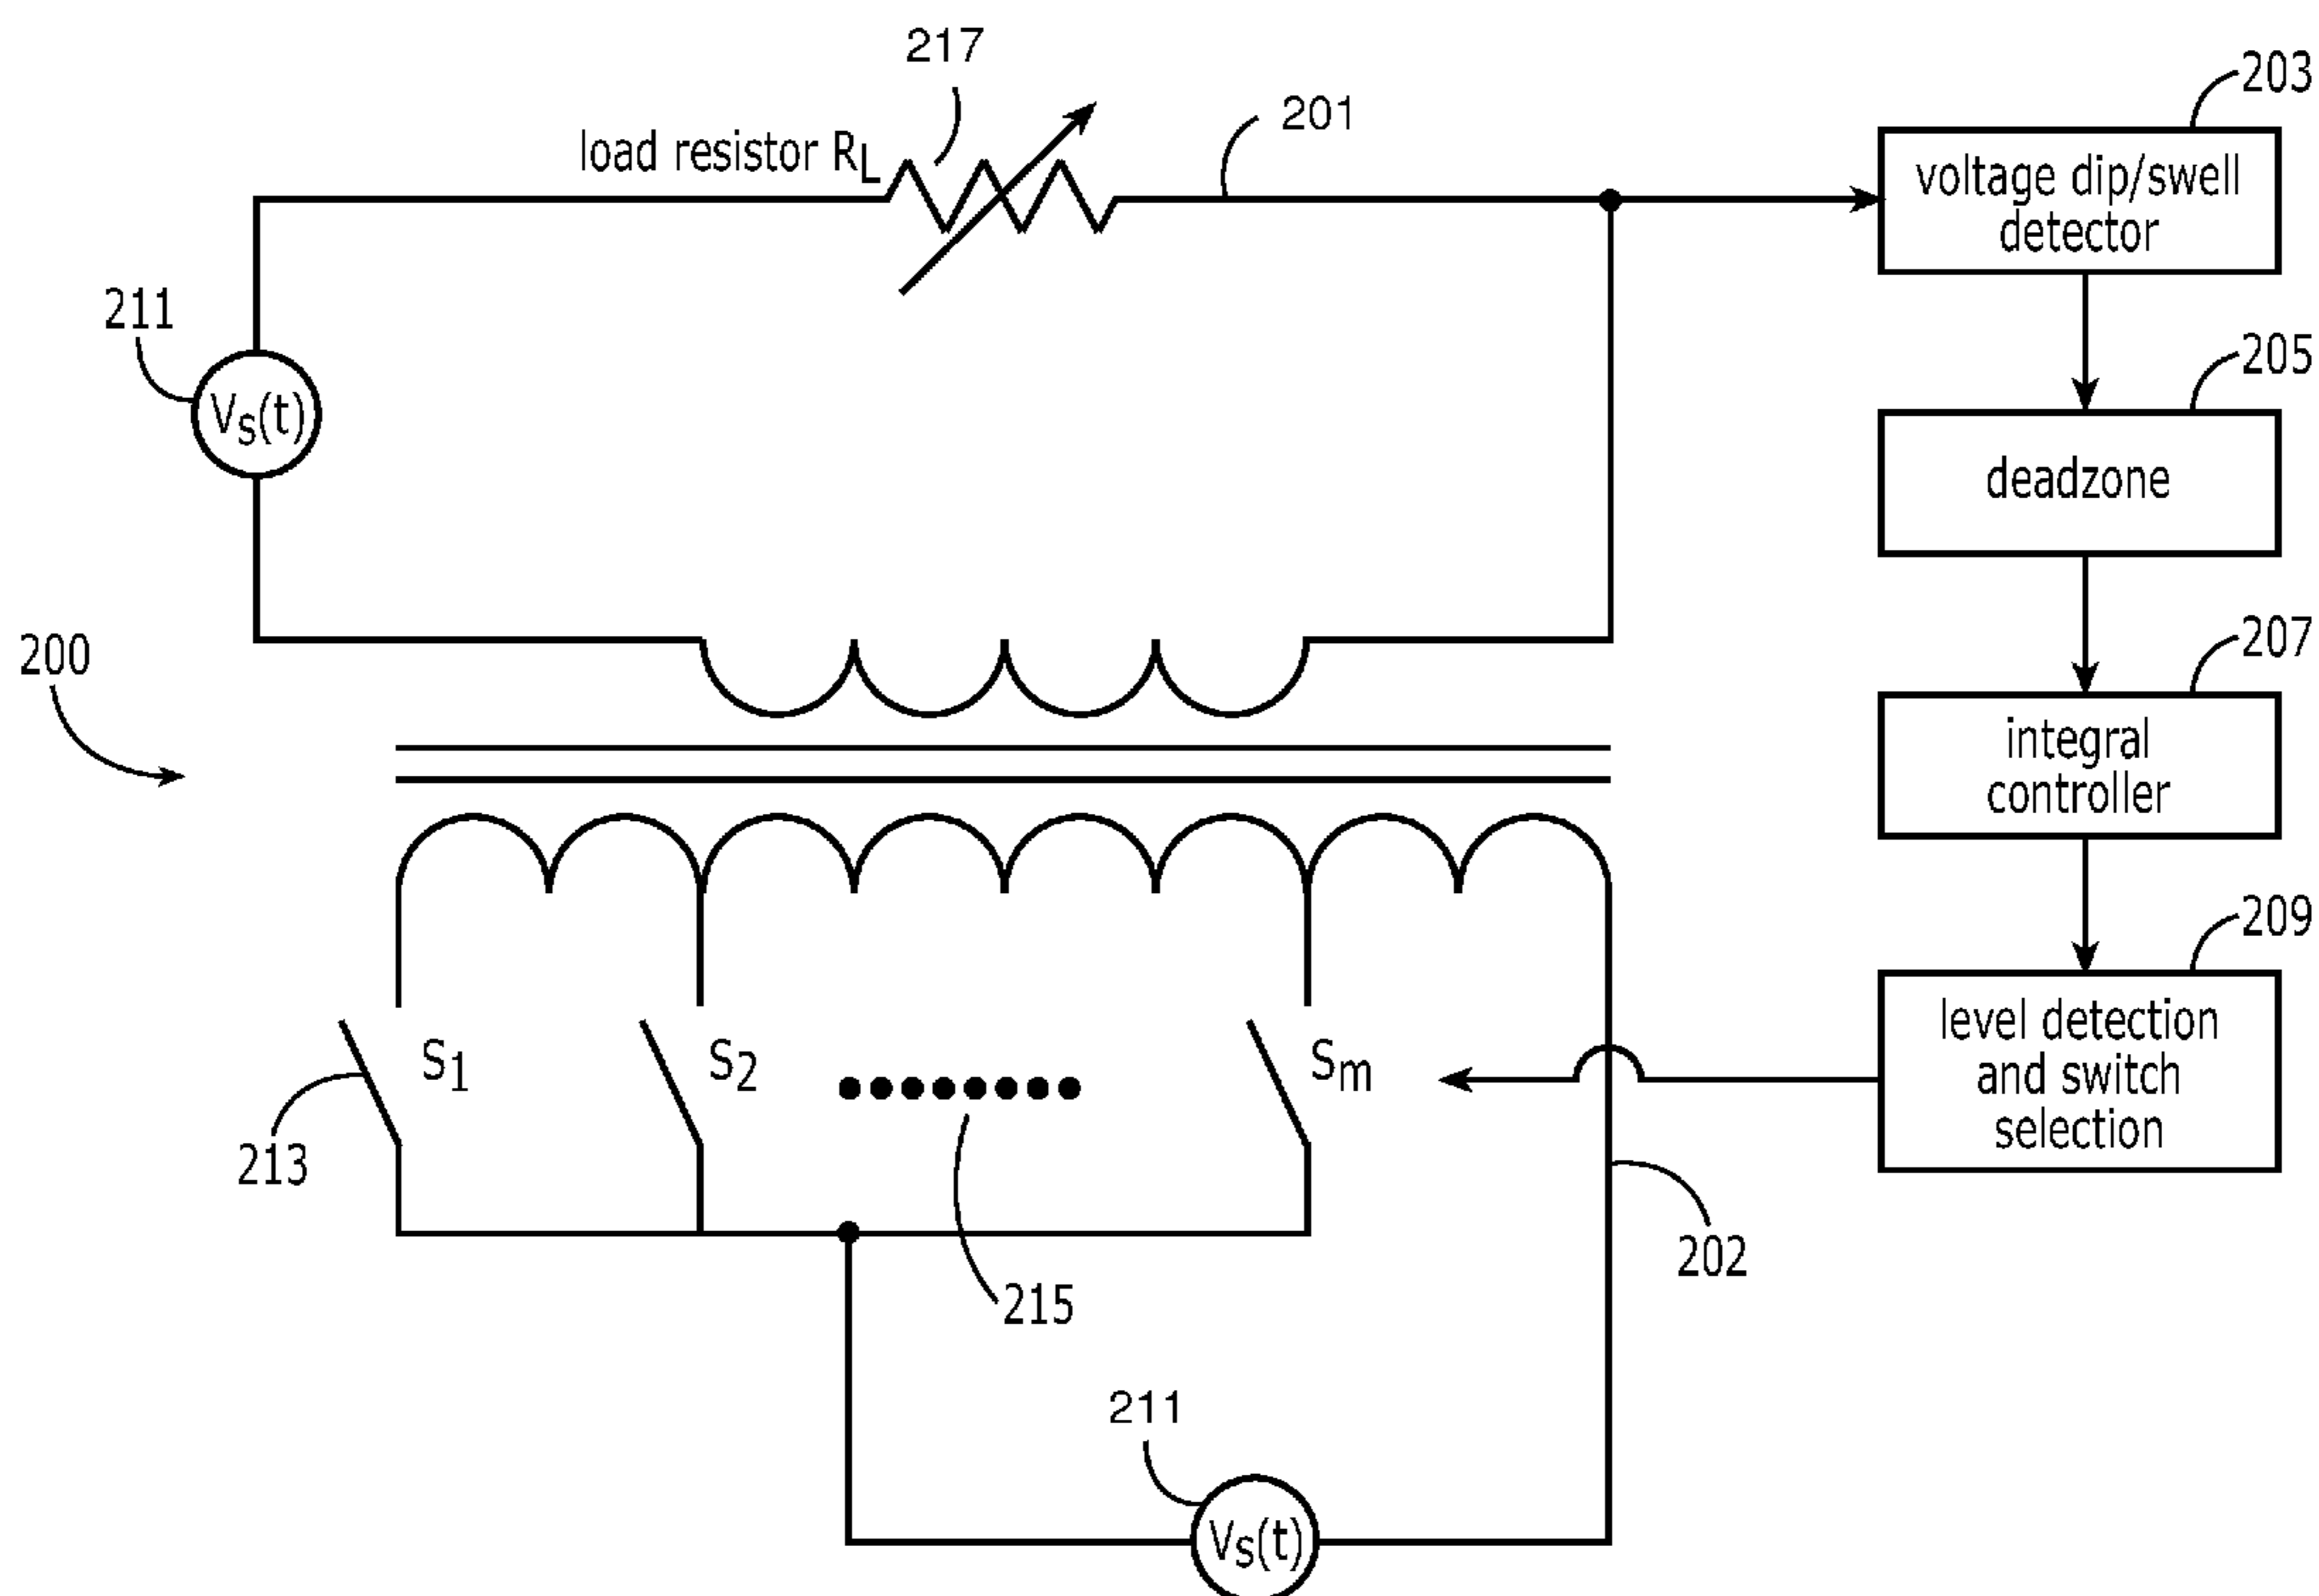 217
203
load resistor RL
201
voltage dip/swell
detector
211
Vs(t)
205
deadzone
200
207
integral
controller
209
level detection
and switch
selection
S1
S2
Sm
213
202
215
211
Vs(t)